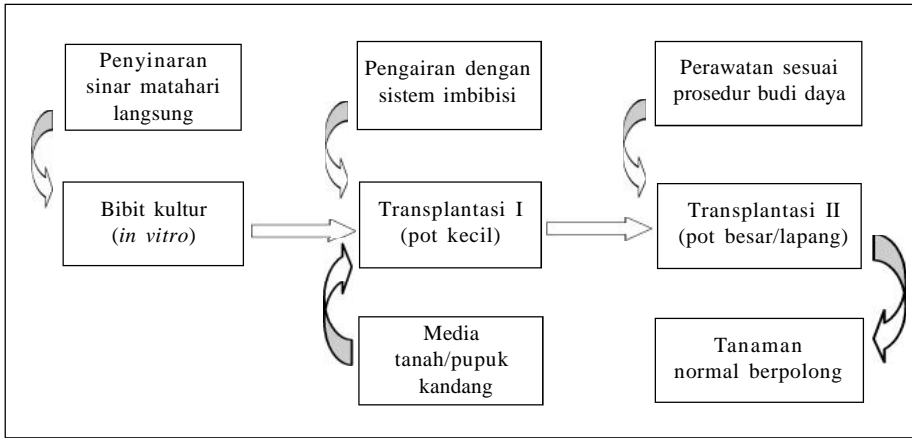 Penyinaran
sinar matahari
langsung
Pengairan dengan
sistem imbibisi
Perawatan sesuai
prosedur budi daya
Bibit kultur
(in vitro)
Transplantasi I
(pot kecil)
Transplantasi II
(pot besar/lapang)
Media
tanah/pupuk
kandang
Tanaman
normal berpolong